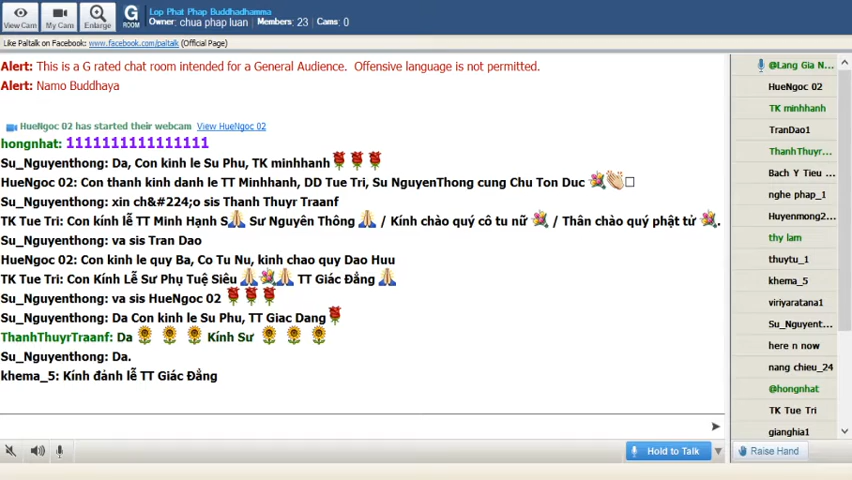 Lop Phat Phap Buddhadhamma
G ROOM Owner: chua phap luan Members: 23 Cams: 0
View Cam My Cam Enlarge
Like Paltalk on Facebook: www.facebook.com/paltalk (Official Page)
Alert: This is a G rated chat room intended for a General Audience. Offensive language is not permitted.
Alert: Namo Buddhaya
HueNgoc 02 has started their webcam View HueNgoc 02
hongnhat: 1111111111111111
Su_Nguyenthong: Da, Con kinh le Su Phu, TK minhhanh
HueNgoc 02: Con thanh kinh danh le TT Minhhanh, DD Tue Tri, Su NguyenThong cung Chu Ton Duc
Su_Nguyenthong: xin ch&#224;o sis Thanh Thuyr Traanf
TK Tue Tri: Con kính lễ TT Minh Hạnh S Sư Nguyên Thông / Kính chào quý cô tu nữ / Thân chào quý phật tử .
Su_Nguyenthong: va sis Tran Dao
HueNgoc 02: Con kinh le quy Ba, Co Tu Nu, kinh chao quy Dao Huu
TK Tue Tri: Con Kính Lễ Sư Phụ Tuệ Siêu TT Giác Đẳng
Su_Nguyenthong: va sis HueNgoc 02
Su_Nguyenthong: Da Con kinh le Su Phu, TT Giac Dang
ThanhThuyrTraanf: Da Kính Sư
Su_Nguyenthong: Da.
khema_5: Kính đảnh lễ TT Giác Đẳng
@Lang Gia N...
HueNgoc 02
TK minhhanh
TranDao1
ThanhThuyr...
Bach Y Tieu ...
nghe phap_1
Huyenmong2...
thy lam
thuytu_1
khema_5
viriyaratana1
Su_Nguyent...
here n now
nang chieu_24
@hongnhat
TK Tue Tri
gianghia1
Hold to Talk
Raise Hand